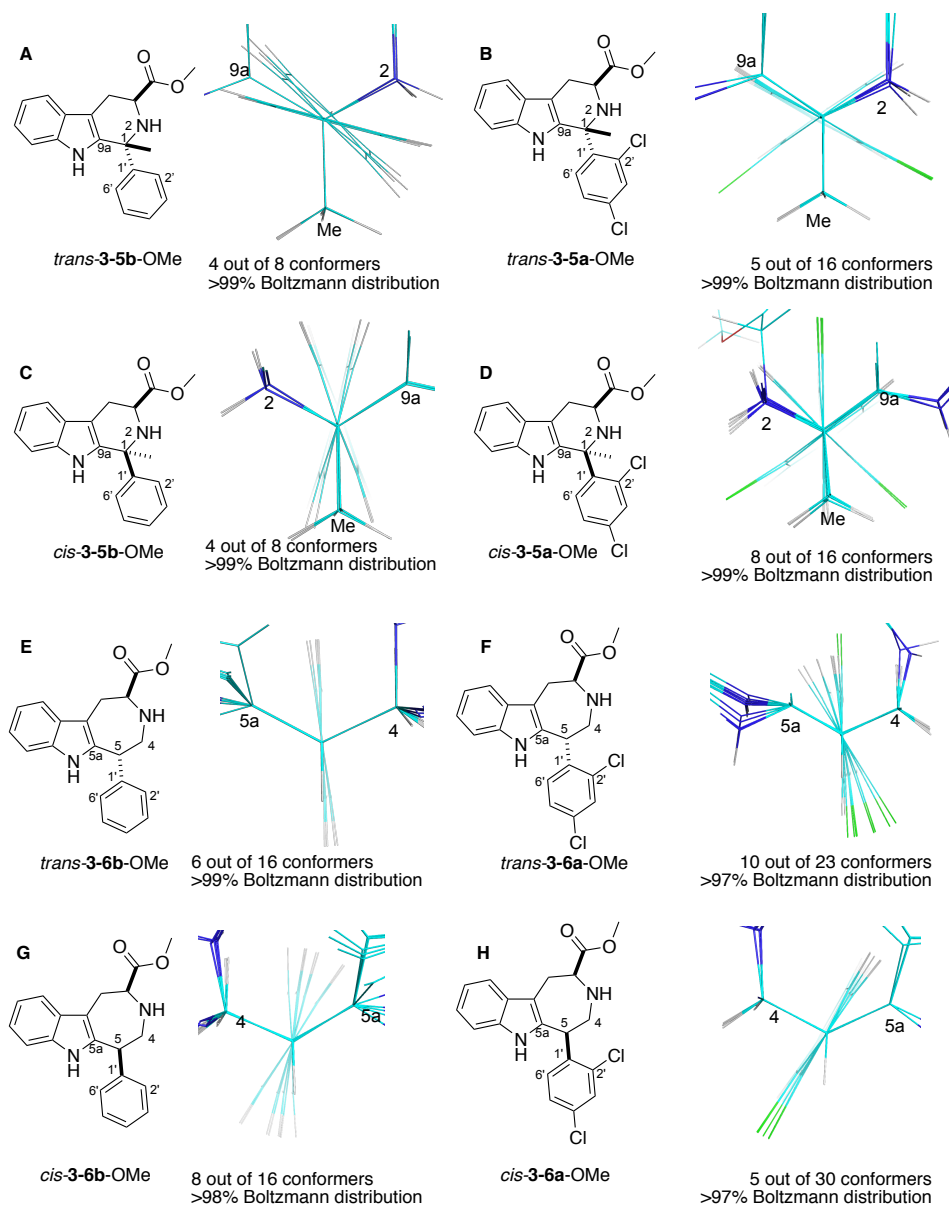 A
O
O
2
NH
1
9a
N
H
1'
6'
2'
trans-3-5b-OMe
9a
2
Me
4 out of 8 conformers
>99% Boltzmann distribution
B
O
O
2
NH
1
9a
N
H
Cl
1'
2'
6'
Cl
trans-3-5a-OMe
9a
2
Me
5 out of 16 conformers
>99% Boltzmann distribution
C
O
O
2
NH
1
9a
N
H
1'
6'
2'
cis-3-5b-OMe
2
9a
Me
4 out of 8 conformers
>99% Boltzmann distribution
D
O
O
2
NH
1
9a
N
H
Cl
1'
2'
6'
Cl
cis-3-5a-OMe
2
9a
Me
8 out of 16 conformers
>99% Boltzmann distribution
E
O
O
NH
5
4
5a
N
H
1'
6'
2'
trans-3-6b-OMe
5a
4
6 out of 16 conformers
>99% Boltzmann distribution
F
O
O
NH
5
4
5a
N
H
1'
Cl
6'
2'
Cl
trans-3-6a-OMe
5a
4
10 out of 23 conformers
>97% Boltzmann distribution
G
O
O
NH
5
4
5a
N
H
1'
6'
2'
cis-3-6b-OMe
4
5a
8 out of 16 conformers
>98% Boltzmann distribution
H
O
O
NH
5
4
5a
N
H
1'
Cl
6'
2'
Cl
cis-3-6a-OMe
4
5a
5 out of 30 conformers
>97% Boltzmann distribution